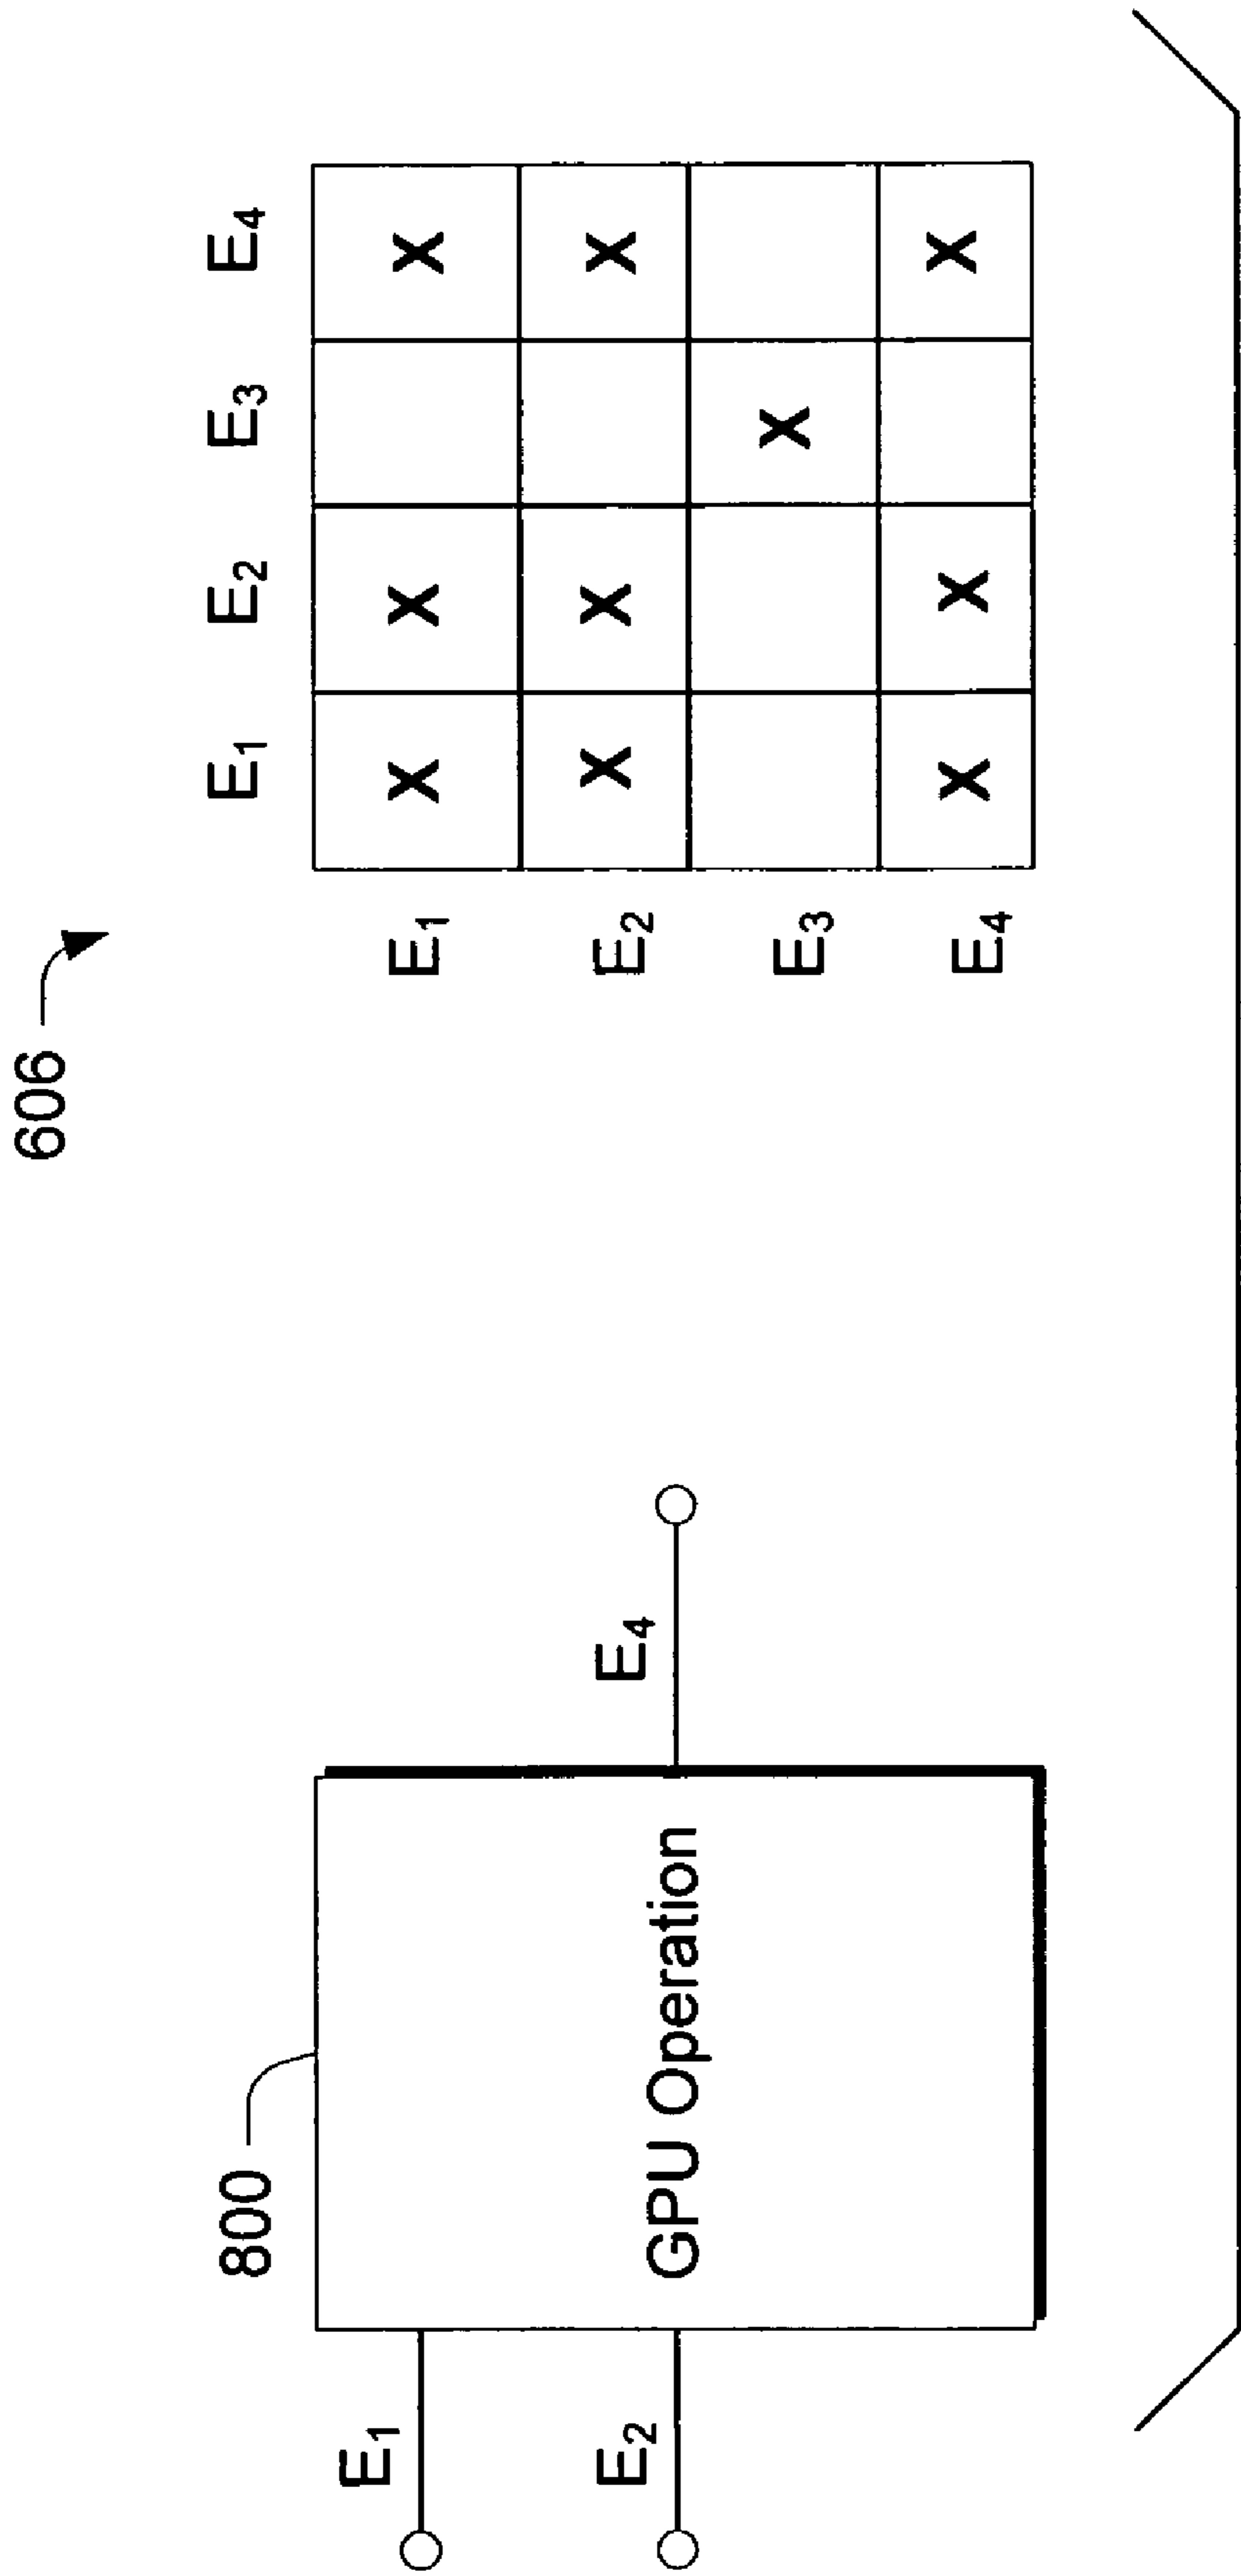 606
800
E1
E2
GPU Operation
E4
E1 E2 E3 E4
E1 X X X
E2 X X X
E3 X
E4 X X X